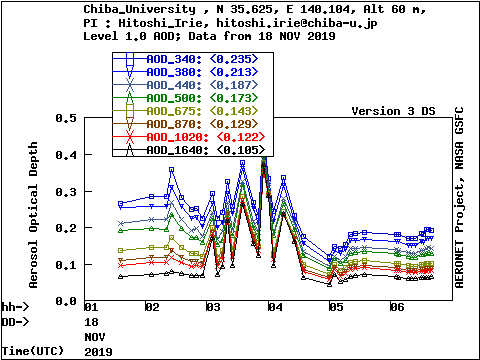 Chiba_University , N 35.625, E 140.104, Alt 60 m,
PI : Hitoshi_Irie, hitoshi.irie@chiba-u.jp
Level 1.0 AOD; Data from 18 NOV 2019
AOD_340: <0.235>
AOD_380: <0.213>
AOD_440: <0.187>
AOD_500: <0.173>
AOD_675: <0.143>
AOD_870: <0.129>
AOD_1020: <0.122>
AOD_1640: <0.105>
Version 3 DS
Aerosol Optical Depth
0.5
0.4
0.3
0.2
0.1
0.0
AERONET Project, NASA GSFC
hh-> 01 02 03 04 05 06
DD-> 18
NOV
Time(UTC) 2019